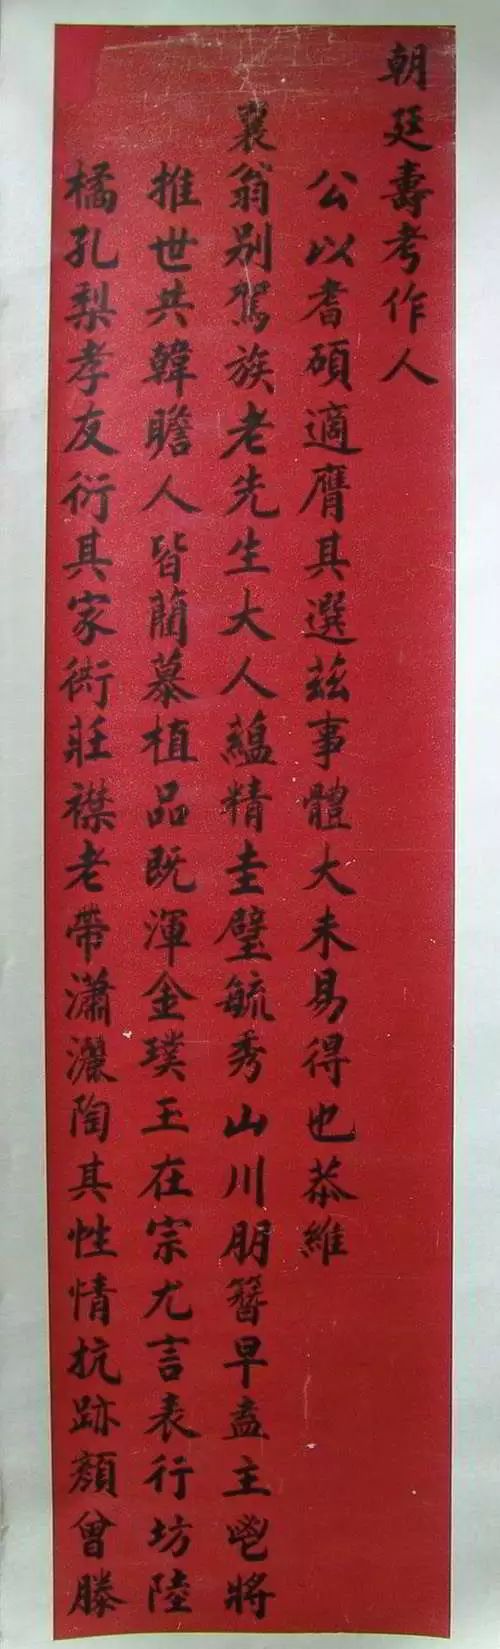 朝廷壽考作人
公以耆碩適膺其選茲事體大未易得也恭維
襄翁别駕族老先生大人蘊精圭璧毓秀山川朋簪早盍主鬯將
推世共韓瞻人皆藺慕植品既渾金璞玉在宗尤言表行坊陸
橘孔梨孝友衍其家術莊襟老帶瀟灑陶其性情抗跡顏曾